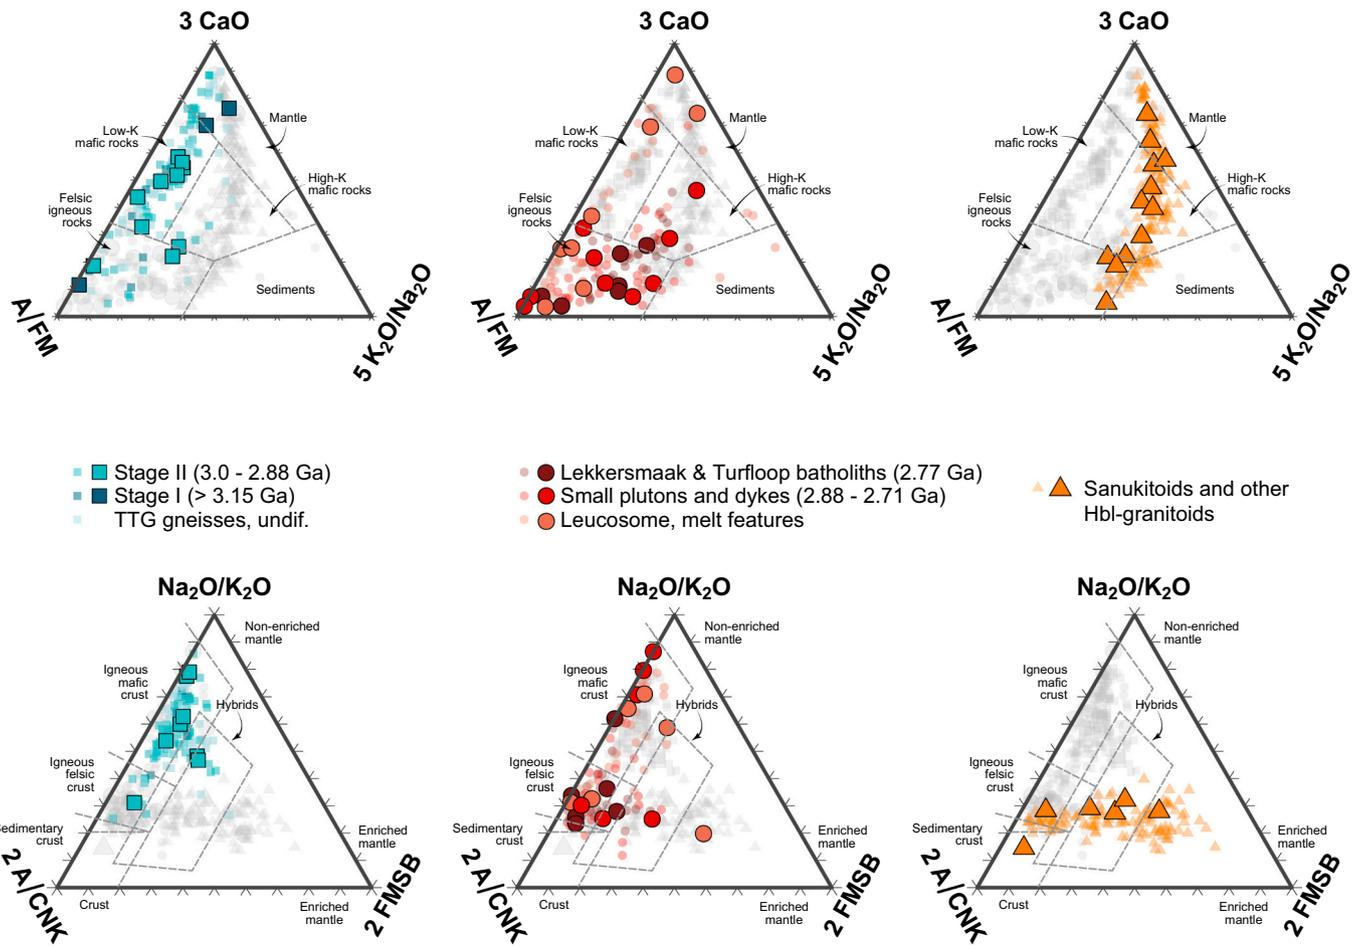 3 CaO
3 CaO
3 CaO
Low-K
mafic rocks
Mantle
High-K
mafic rocks
Felsic
igneous
rocks
Sediments
A/FM
5 K₂O/Na₂O
Low-K
mafic rocks
Mantle
High-K
mafic rocks
Felsic
igneous
rocks
Sediments
A/FM
5 K₂O/Na₂O
Low-K
mafic rocks
Mantle
High-K
mafic rocks
Felsic
igneous
rocks
Sediments
A/FM
5 K₂O/Na₂O
Stage II (3.0 - 2.88 Ga)
Stage I (> 3.15 Ga)
TTG gneisses, undif.
Lekkersmaak & Turfloop batholiths (2.77 Ga)
Small plutons and dykes (2.88 - 2.71 Ga)
Leucosome, melt features
Sanukitoids and other
Hbl-granitoids
Na₂O/K₂O
Na₂O/K₂O
Na₂O/K₂O
Non-enriched
mantle
Igneous
mafic
crust
Hybrids
Igneous
felsic
crust
Sedimentary
crust
Enriched
mantle
2 A/CNK
Crust
Enriched
mantle
2 FMSB
Non-enriched
mantle
Igneous
mafic
crust
Hybrids
Igneous
felsic
crust
Sedimentary
crust
Enriched
mantle
2 A/CNK
Crust
Enriched
mantle
2 FMSB
Non-enriched
mantle
Igneous
mafic
crust
Hybrids
Igneous
felsic
crust
Sedimentary
crust
Enriched
mantle
2 A/CNK
Crust
Enriched
mantle
2 FMSB